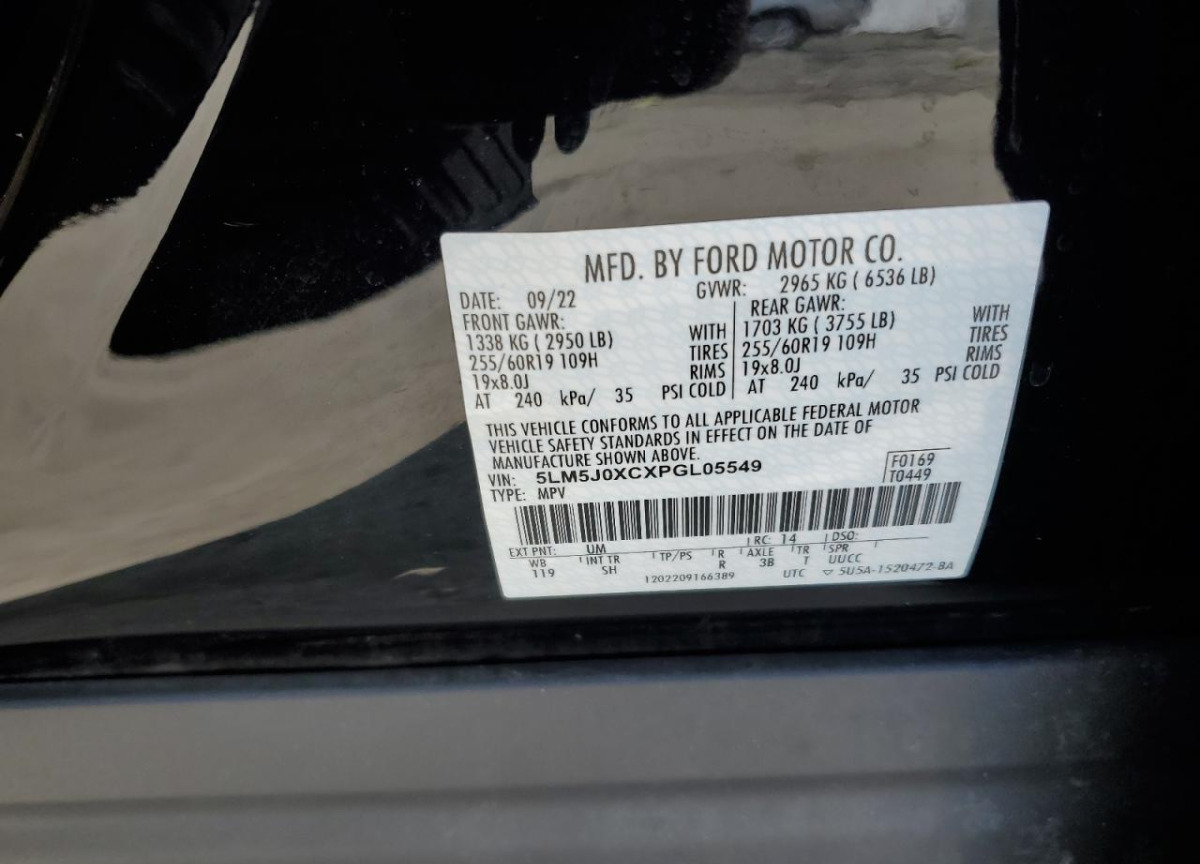 MFD. BY FORD MOTOR CO.
DATE: 09/22 GVWR: 2965 KG ( 6536 LB)
FRONT GAWR: REAR GAWR:
1338 KG ( 2950 LB) WITH 1703 KG ( 3755 LB) WITH
255/60R19 109H TIRES 255/60R19 109H TIRES
19x8.0J RIMS 19x8.0J RIMS
AT 240 kPa/ 35 PSI COLD AT 240 kPa/ 35 PSI COLD
THIS VEHICLE CONFORMS TO ALL APPLICABLE FEDERAL MOTOR
VEHICLE SAFETY STANDARDS IN EFFECT ON THE DATE OF
MANUFACTURE SHOWN ABOVE.
VIN: 5LM5J0XCXPGL05549 F0169
TYPE: MPV T0449
EXT PNT: UM RC: 14 DSO:
WB INT TR TP/PS R AXLE TR SPR
119 SH R 3B T UUCC
1202209166389 UTC ▽ 5U5A-1520472-BA